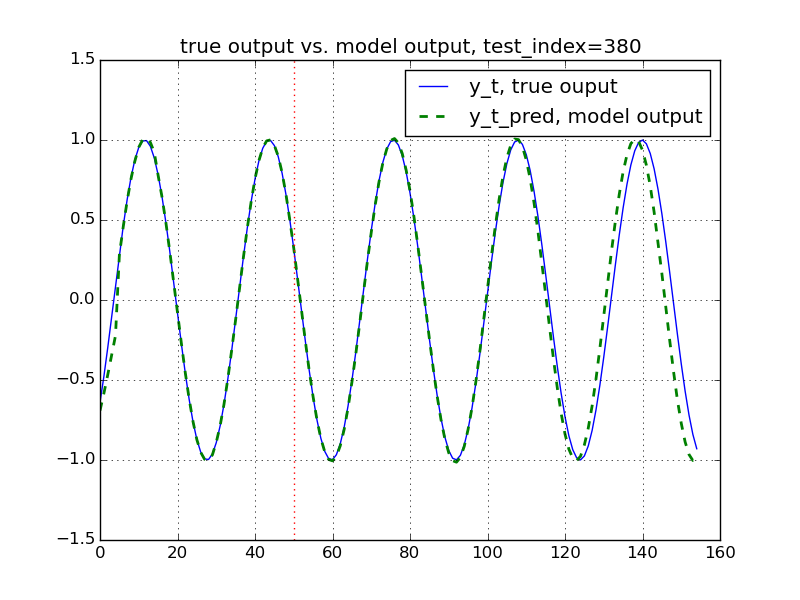 true output vs. model output, test_index=380
y_t, true ouput
y_t_pred, model output
1.5
1.0
0.5
0.0
−0.5
−1.0
−1.5
0 20 40 60 80 100 120 140 160